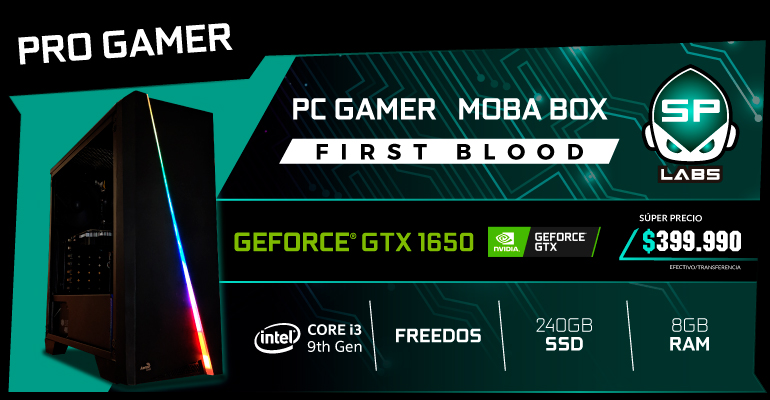 PRO GAMER
PC GAMER MOBA BOX
FIRST BLOOD
SP
LABS
GEFORCE® GTX 1650
NVIDIA
GEFORCE®
GTX
SÚPER PRECIO
$399.990
EFECTIVO/TRANSFERENCIA
intel
CORE i3
9th Gen
FREEDOS
240GB
SSD
8GB
RAM